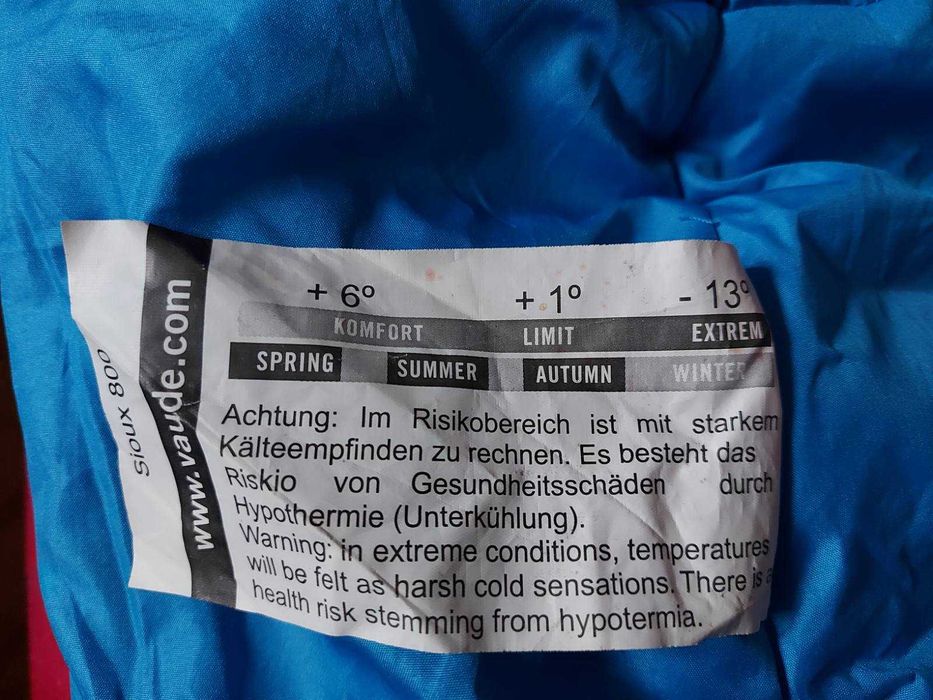 Sioux 800
www.vaude.com
+ 6° + 1° - 13°
KOMFORT LIMIT EXTREM
SPRING SUMMER AUTUMN WINTER
Achtung: Im Risikobereich ist mit starkem
Kälteempfinden zu rechnen. Es besteht das
Riskio von Gesundheitsschäden durch
Hypothermie (Unterkühlung).
Warning: in extreme conditions, temperatures
will be felt as harsh cold sensations. There is a
health risk stemming from hypotermia.